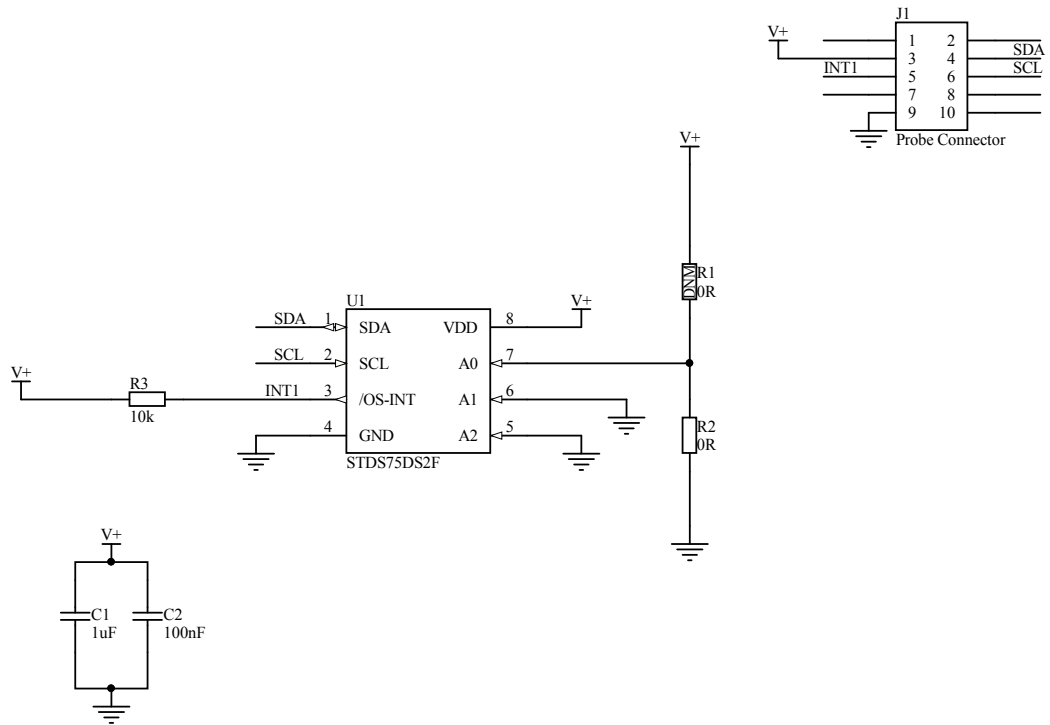 J1
V+
1 2
3 4 SDA
INT1 5 6 SCL
7 8
9 10
Probe Connector
V+
DNM R1
0R
U1
V+
SDA 1 SDA VDD 8
SCL 2 SCL A0 7
V+
R3
10k
INT1 3 /OS-INT A1 6
4 GND A2 5
STDS75DS2F
R2
0R
V+
C1
1uF
C2
100nF